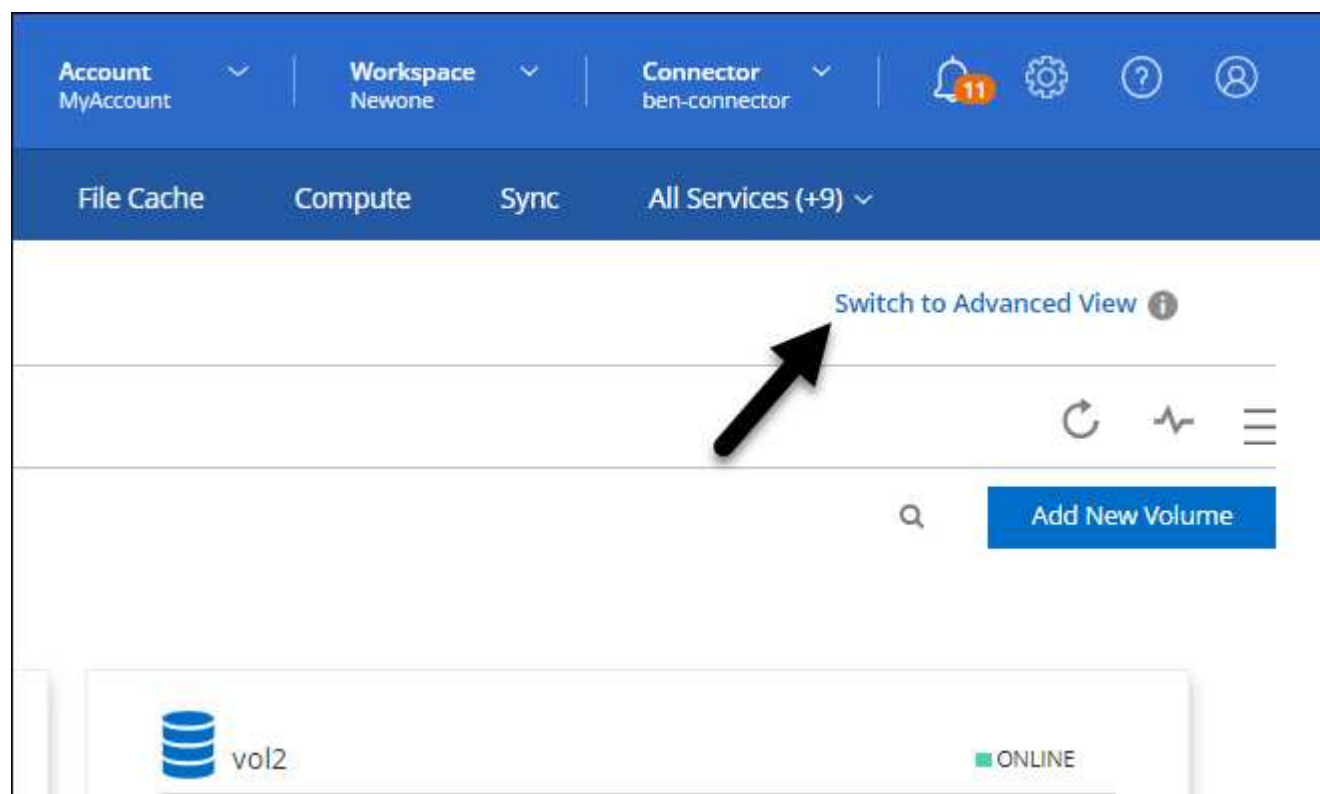 Account
MyAccount
Workspace
Newone
Connector
ben-connector
11
File Cache
Compute
Sync
All Services (+9)
Switch to Advanced View
Add New Volume
vol2
ONLINE